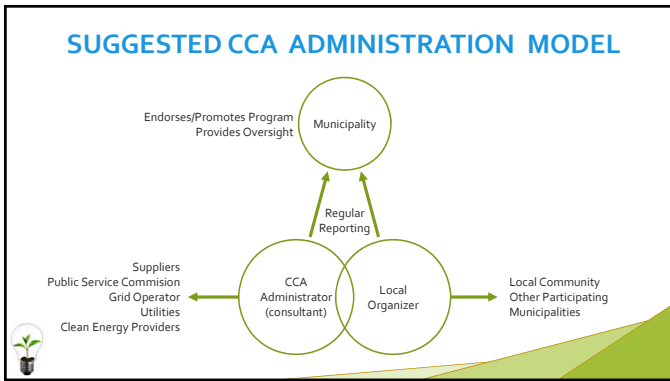 SUGGESTED CCA ADMINISTRATION MODEL
Endorses/Promotes Program
Provides Oversight
Municipality
Regular
Reporting
Suppliers
Public Service Commision
Grid Operator
Utilities
Clean Energy Providers
CCA
Administrator
(consultant)
Local
Organizer
Local Community
Other Participating
Municipalities